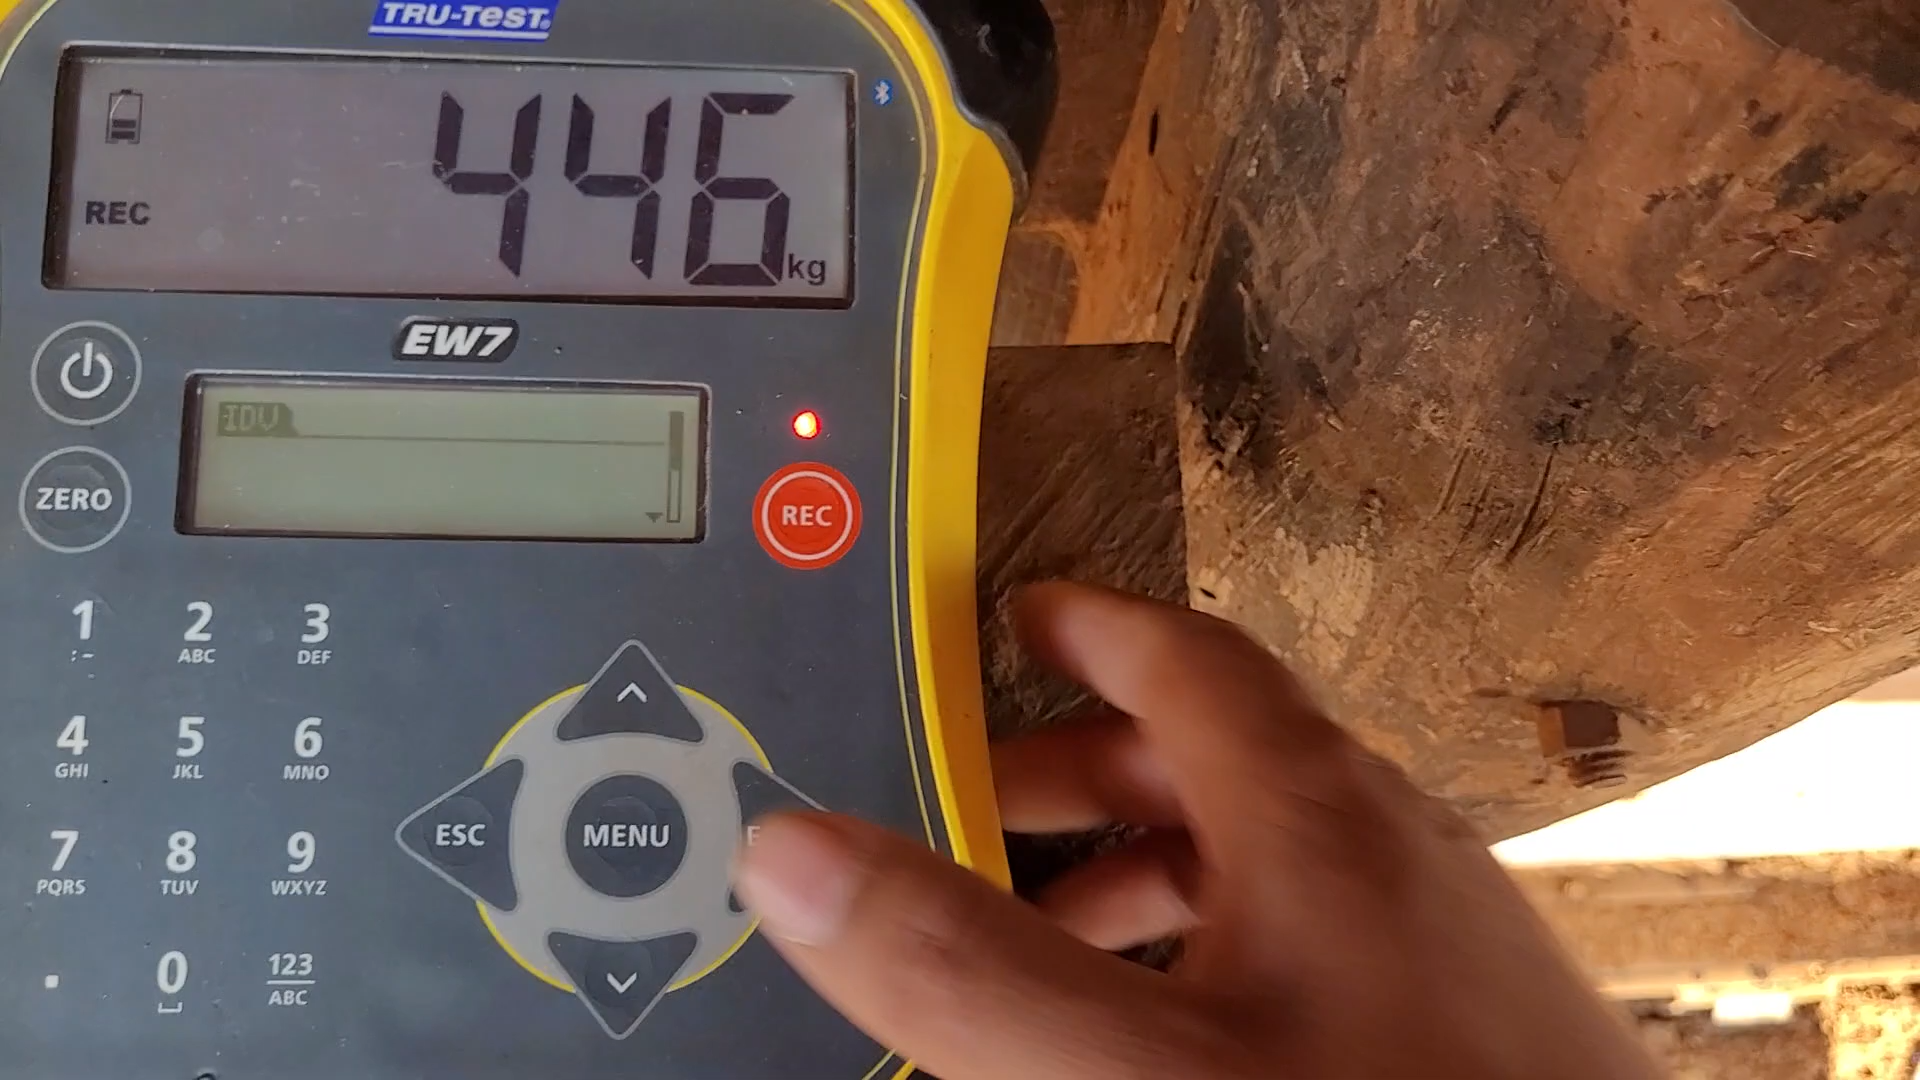 TRU-TEST
446 kg
REC
EW7
IDV
ZERO
REC
1 2 3
:- ABC DEF
4 5 6
GHI JKL MNO
7 8 9
PQRS TUV WXYZ
. 0 123
ABC
ESC MENU E